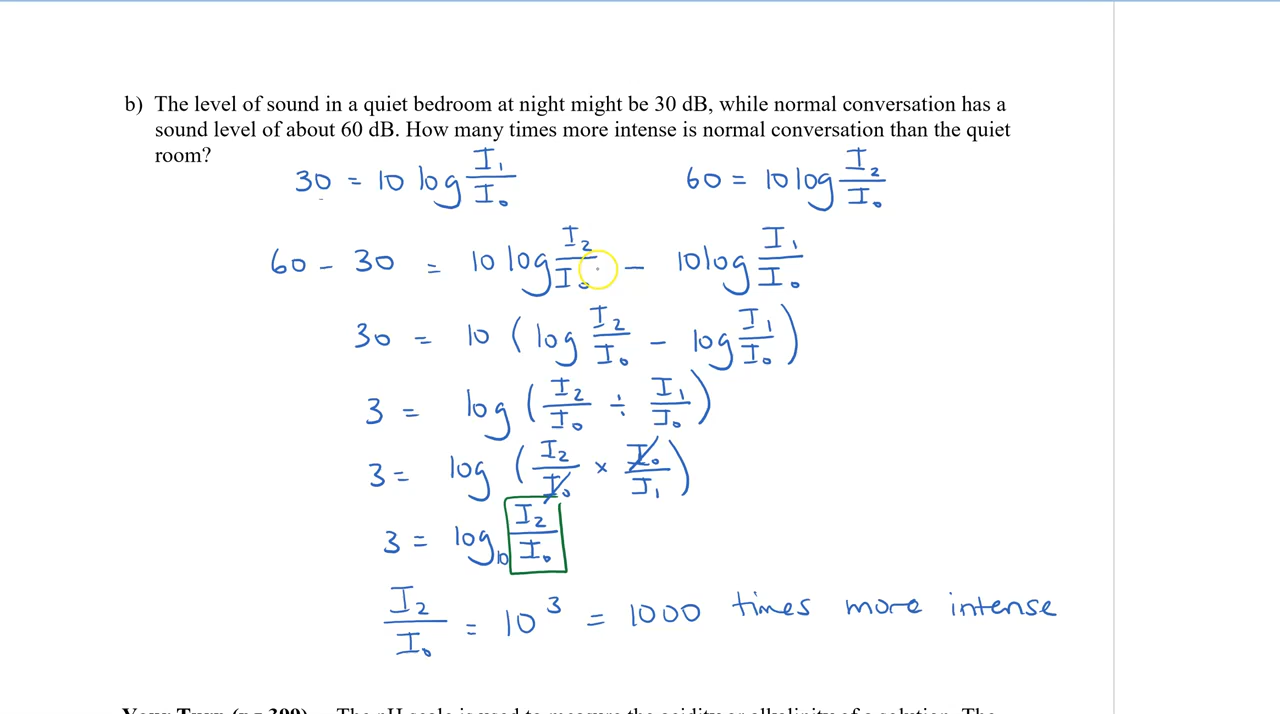 b) The level of sound in a quiet bedroom at night might be 30 dB, while normal conversation has a
sound level of about 60 dB. How many times more intense is normal conversation than the quiet
room?
30 = 10 log I₁/I₀ 60 = 10 log I₂/I₀
60 - 30 = 10 log I₂/I₀ - 10 log I₁/I₀
30 = 10 (log I₂/I₀ - log I₁/I₀)
3 = log (I₂/I₀ ÷ I₁/I₀)
3 = log (I₂/I₀ × I₀/I₁)
3 = log₁₀ I₂/I₀
I₂/I₀ = 10³ = 1000 times more intense